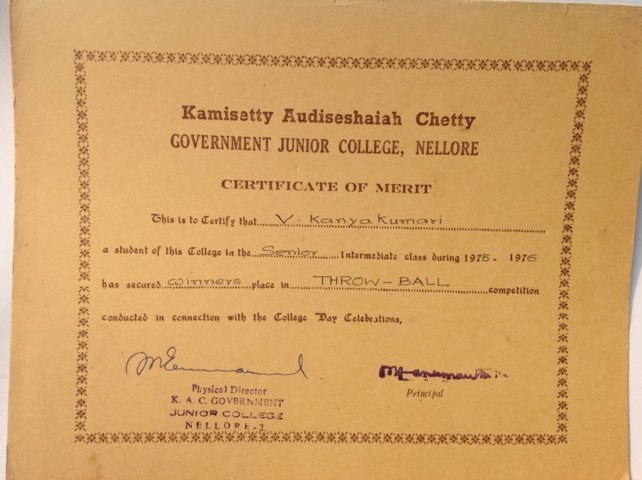 Kamisetty Audiseshaiah Chetty
GOVERNMENT JUNIOR COLLEGE, NELLORE
CERTIFICATE OF MERIT
This is to Certify that V. Kanyakumari
a student of this College in the Senior Intermediate class during 1975 - 1976
has secured winners place in THROW-BALL competition
conducted in connection with the College Day Celebrations.
Physical Director
Principal
K. A. C. GOVERNMENT
JUNIOR COLLEGE
NELLORE-2